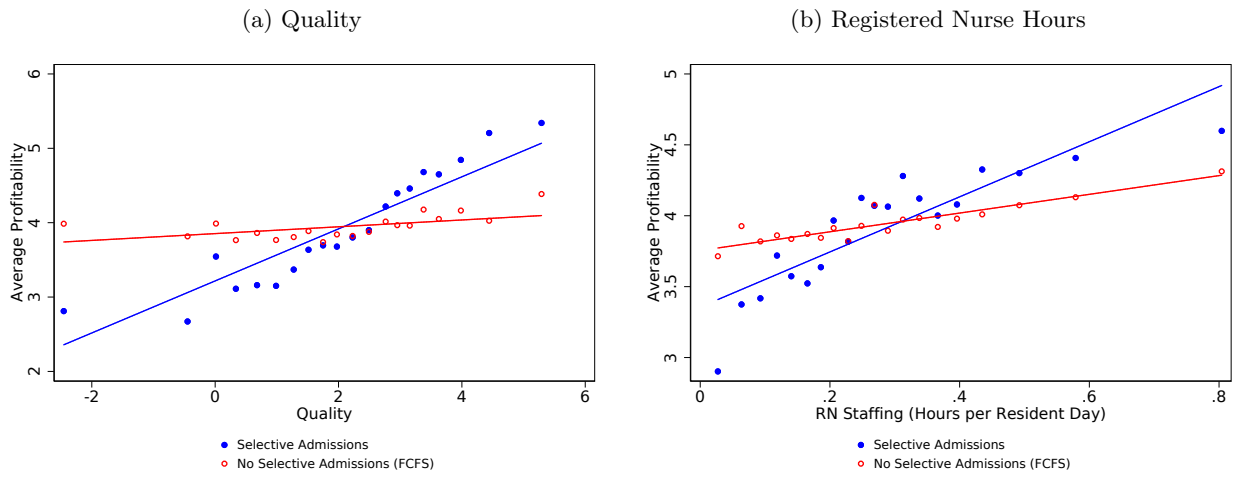 (a) Quality
Average Profitability
6
5
4
3
2
-2
0
2
4
6
Quality
Selective Admissions
No Selective Admissions (FCFS)
(b) Registered Nurse Hours
Average Profitability
5
4.5
4
3.5
3
0
.2
.4
.6
.8
RN Staffing (Hours per Resident Day)
Selective Admissions
No Selective Admissions (FCFS)